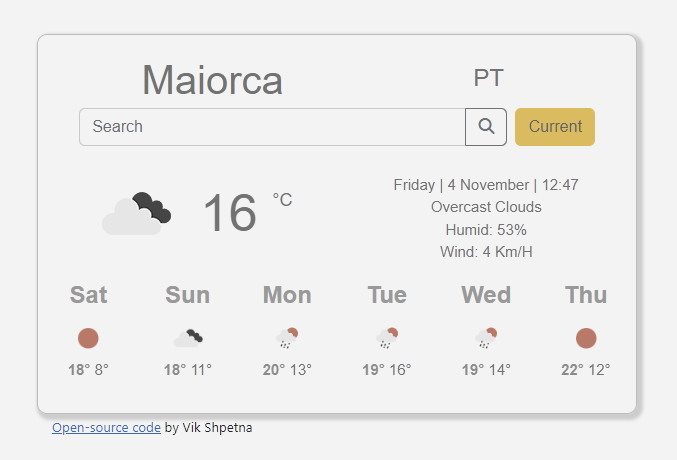 Maiorca PT
Search Current
16 °C
Friday | 4 November | 12:47
Overcast Clouds
Humid: 53%
Wind: 4 Km/H
Sat Sun Mon Tue Wed Thu
18° 8° 18° 11° 20° 13° 19° 16° 19° 14° 22° 12°
Open-source code by Vik Shpetna